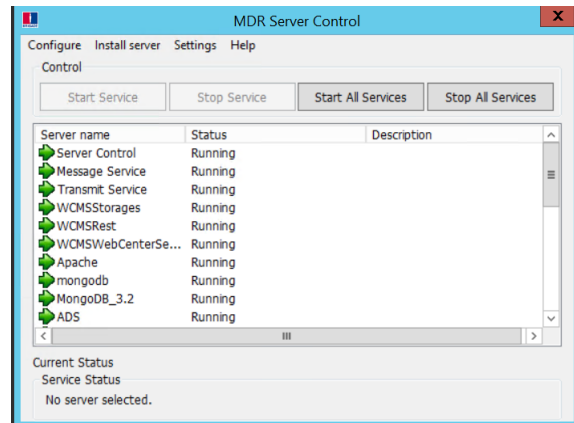 MDR Server Control
X
Configure Install server Settings Help
Control
Start Service Stop Service Start All Services Stop All Services
Server name Status Description
Server Control Running
Message Service Running
Transmit Service Running
WCMSStorages Running
WCMSRest Running
WCMSWebCenterSe... Running
Apache Running
mongodb Running
MongoDB_3.2 Running
ADS Running
Current Status
Service Status
No server selected.